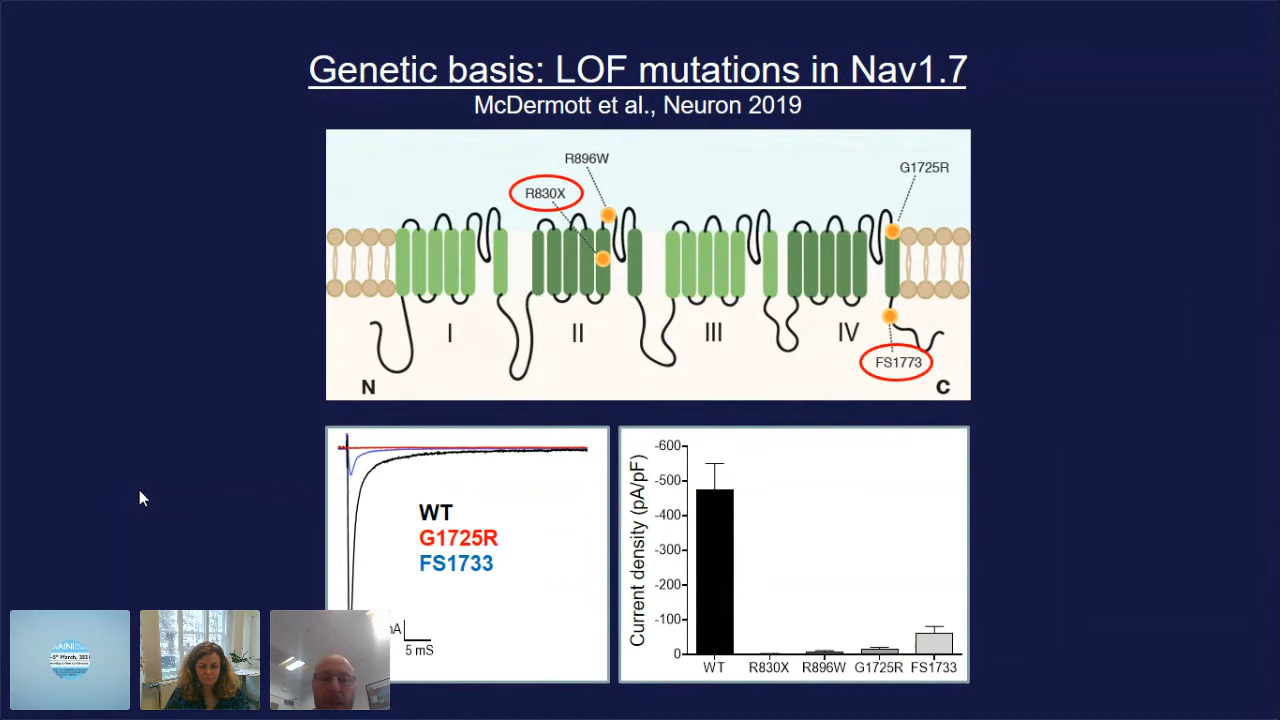 Genetic basis: LOF mutations in Nav1.7
McDermott et al., Neuron 2019
R896W
G1725R
R830X
I
II
III
IV
FS1773
N
C
WT
G1725R
FS1733
5 mS
Current density (pA/pF)
-600
-500
-400
-300
-200
-100
0
WT R830X R896W G1725R FS1733